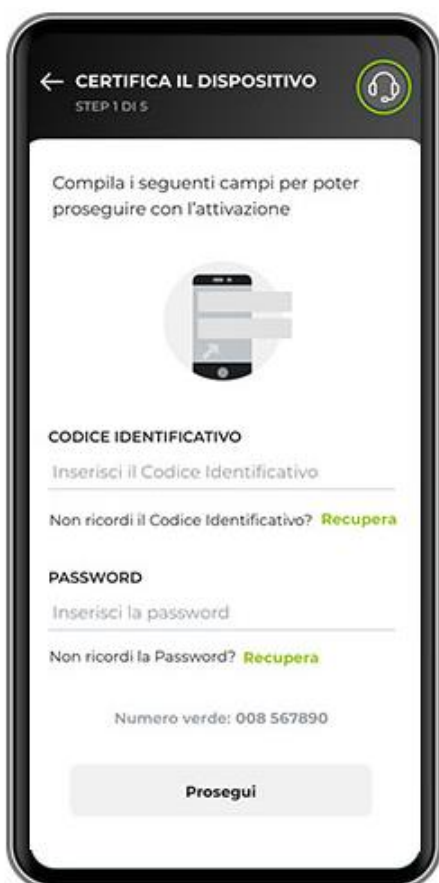 CERTIFICA IL DISPOSITIVO
STEP 1 DI 5
Compila i seguenti campi per poter
proseguire con l'attivazione
CODICE IDENTIFICATIVO
Inserisci il Codice Identificativo
Non ricordi il Codice Identificativo? Recupera
PASSWORD
Inserisci la password
Non ricordi la Password? Recupera
Numero verde: 008 567890
Prosegui